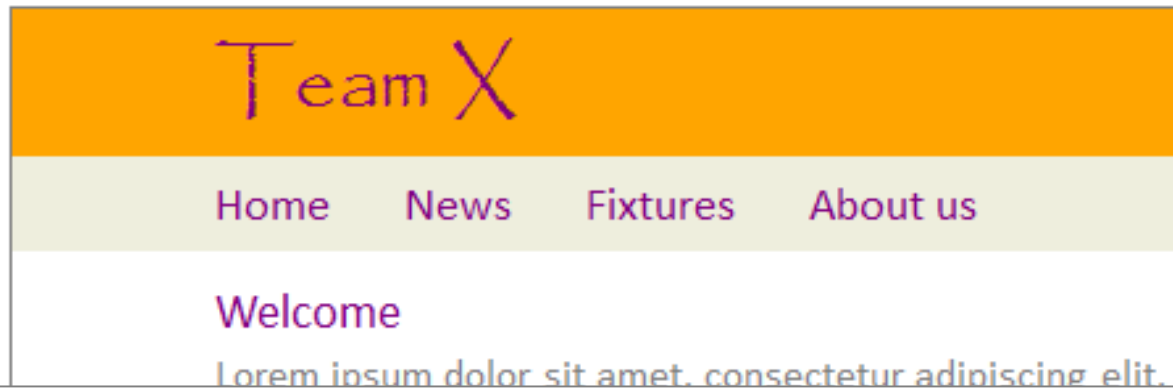 Team X
Home News Fixtures About us
Welcome
Lorem ipsum dolor sit amet, consectetur adipiscing elit.